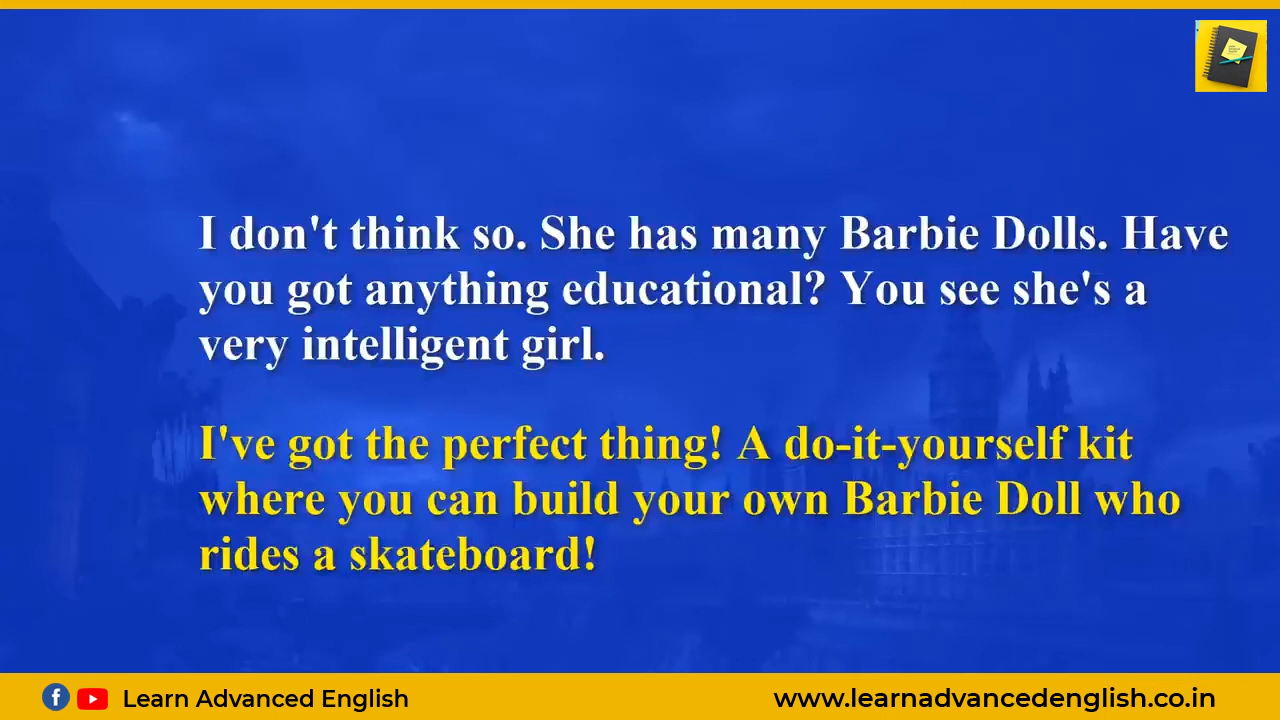 I don't think so. She has many Barbie Dolls. Have
you got anything educational? You see she's a
very intelligent girl.
I've got the perfect thing! A do-it-yourself kit
where you can build your own Barbie Doll who
rides a skateboard!
Learn Advanced English
www.learnadvancedenglish.co.in